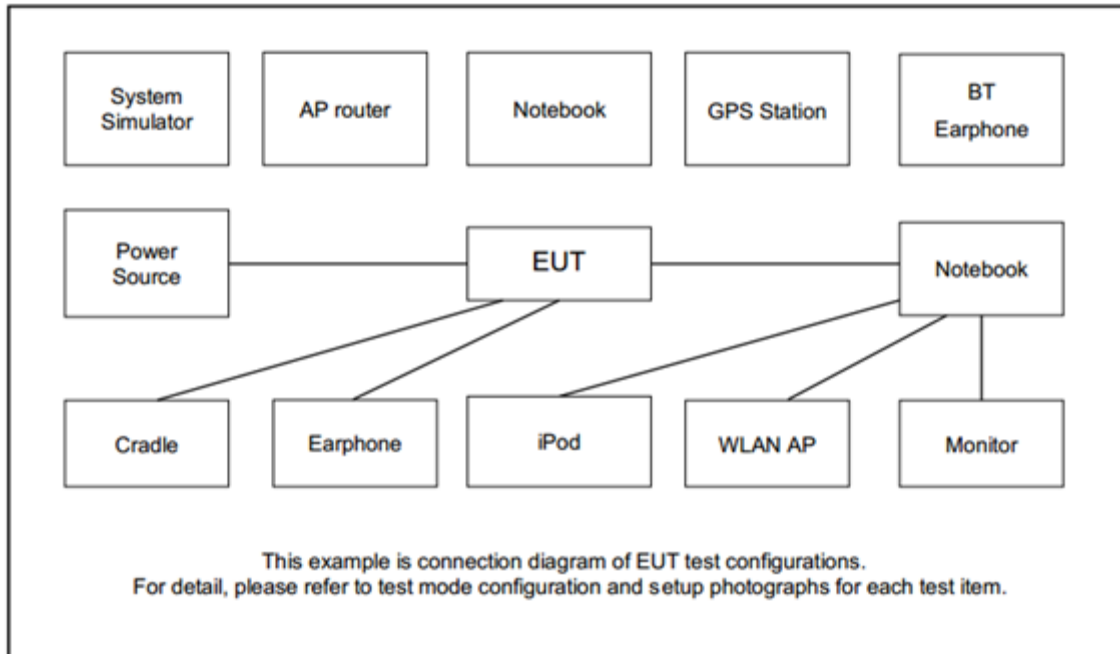 System
Simulator
AP router
Notebook
GPS Station
BT
Earphone
Power
Source
EUT
Notebook
Cradle
Earphone
iPod
WLAN AP
Monitor
This example is connection diagram of EUT test configurations.
For detail, please refer to test mode configuration and setup photographs for each test item.